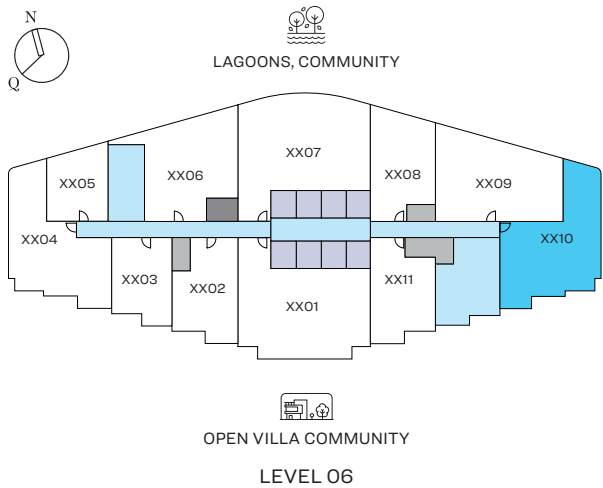 N
Q
LAGOONS, COMMUNITY
XX07
XX06
XX08
XX05
XX09
XX04
XX10
XX03
XX11
XX02
XX01
OPEN VILLA COMMUNITY
LEVEL 06